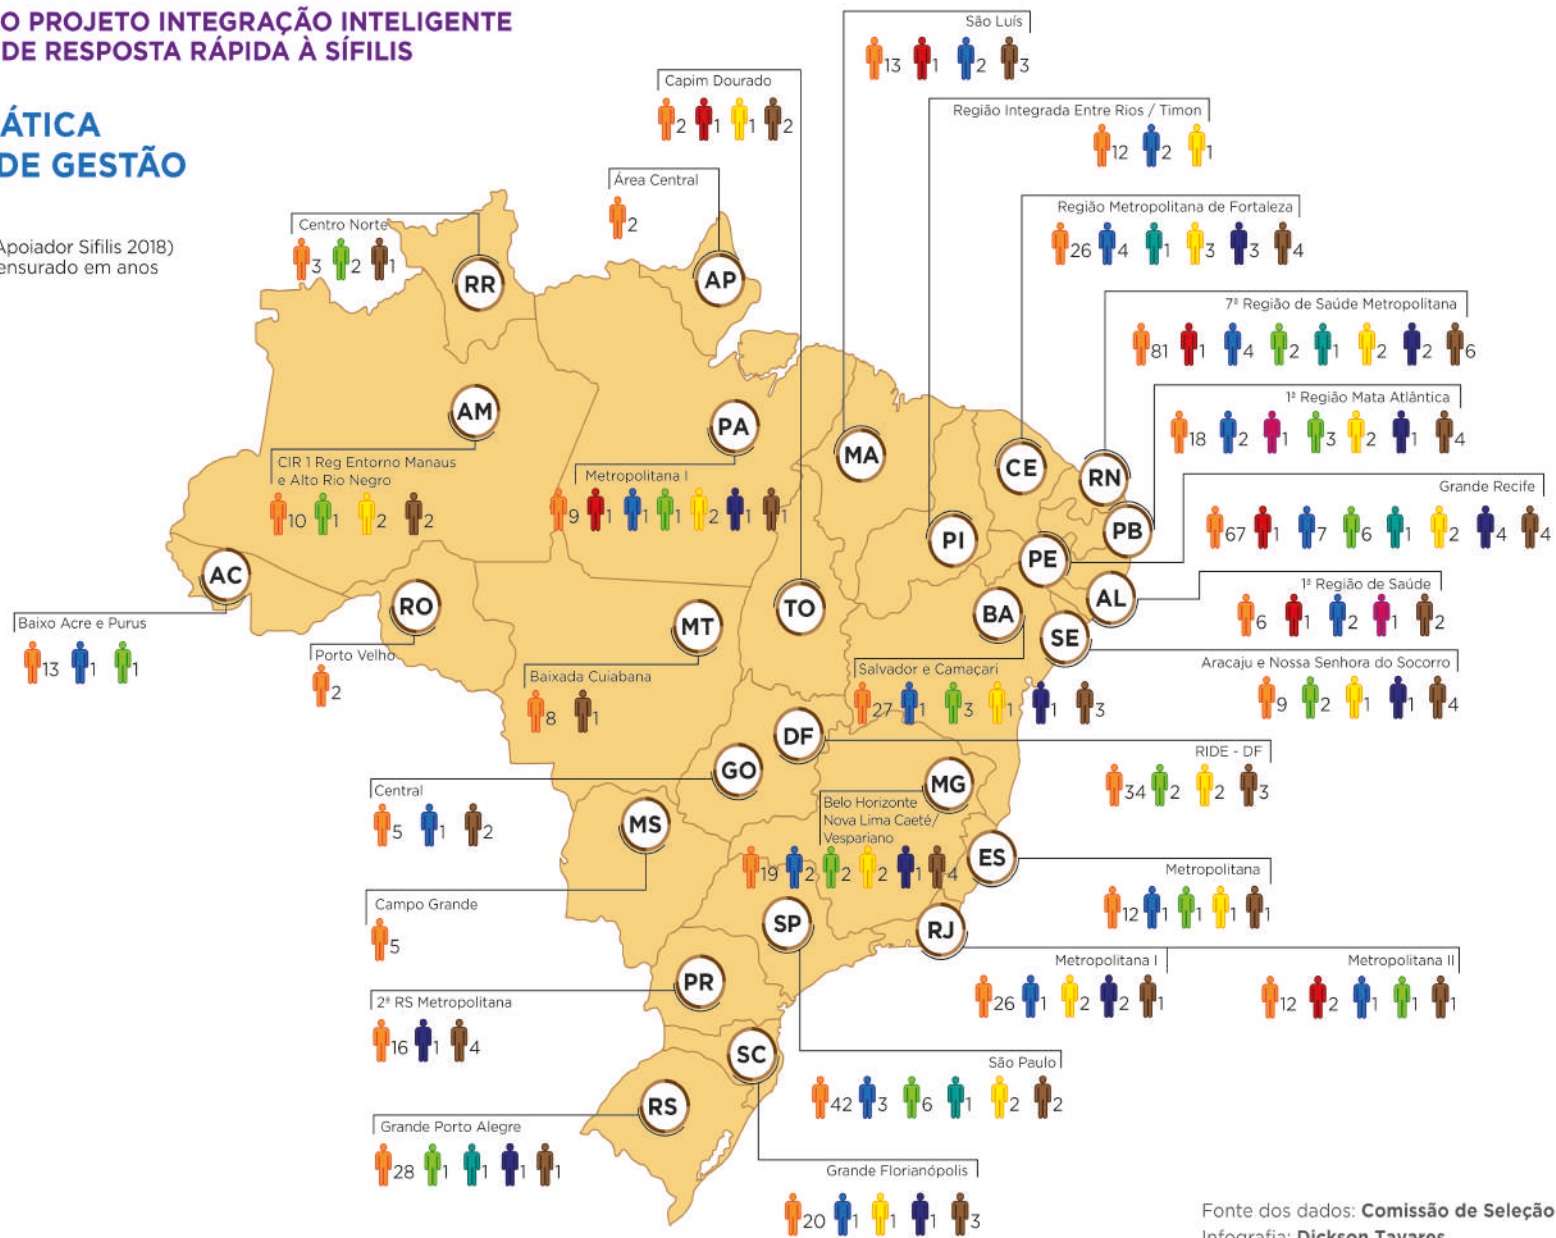 O PROJETO INTEGRAÇÃO INTELIGENTE
DE RESPOSTA RÁPIDA À SÍFILIS
ÁTICA
DE GESTÃO
Apoiador Sifilis 2018)
ensurado em anos
São Luís
13 1 2 3
Capim Dourado
2 1 1 2
Região Integrada Entre Rios / Timon
12 2 1
Área Central
2
Centro Norte
3 2 1
Região Metropolitana de Fortaleza
26 4 1 3 3 4
7ª Região de Saúde Metropolitana
81 1 4 2 1 2 2 6
1ª Região Mata Atlântica
18 2 1 3 2 1 4
Grande Recife
67 1 7 6 1 2 4 4
1ª Região de Saúde
6 1 2 1 2
Aracaju e Nossa Senhora do Socorro
9 2 1 1 4
RR
AP
AM
PA
MA
CE
RN
PB
PI
PE
AL
BA
SE
AC
RO
MT
TO
CIR 1 Reg Entorno Manaus
e Alto Rio Negro
10 1 2 2
Metropolitana I
9 1 1 1 2 1 1
Baixo Acre e Purus
13 1 1
Porto Velho
2
Baixada Cuiabana
8 1
Salvador e Camaçari
27 1 3 1 1 3
DF
RIDE - DF
34 2 2 3
GO
Central
5 1 2
MG
Belo Horizonte
Nova Lima Caeté/
Vespariano
19 2 2 2 1 4
MS
Campo Grande
5
ES
Metropolitana
12 1 1 1 1
SP
RJ
Metropolitana I
26 1 2 2 1
Metropolitana II
12 2 1 1 1
PR
2ª RS Metropolitana
16 1 4
SC
São Paulo
42 3 6 1 2 2
RS
Grande Porto Alegre
28 1 1 1 1
Grande Florianópolis
20 1 1 1 3
Fonte dos dados: Comissão de Seleção
Infografia: Dickson Tavares